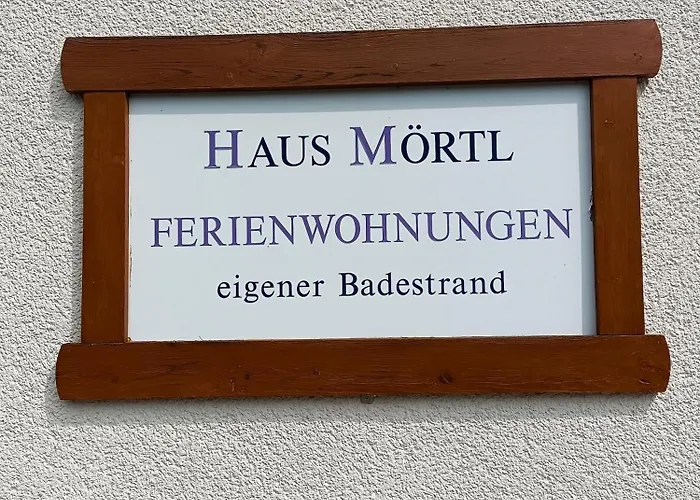 HAUS MÖRTL
FERIENWOHNUNGEN
eigener Badestrand